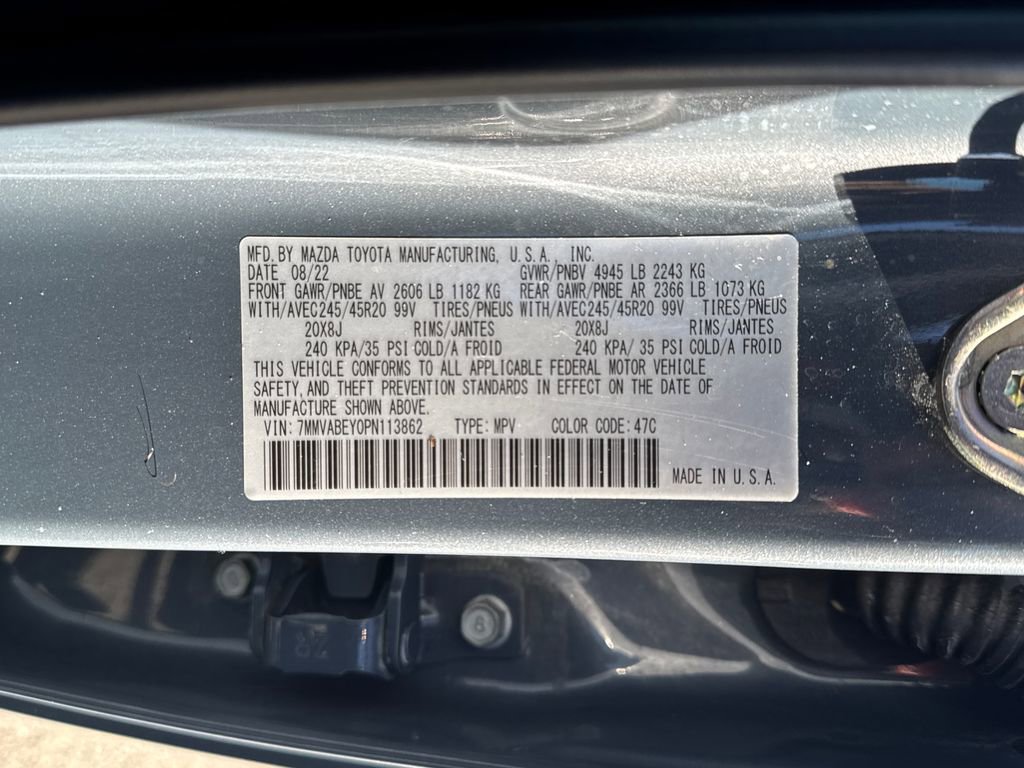 MFD. BY MAZDA TOYOTA MANUFACTURING, U.S.A., INC.
DATE 08/22 GVWR/PNBV 4945 LB 2243 KG
FRONT GAWR/PNBE AV 2606 LB 1182 KG REAR GAWR/PNBE AR 2366 LB 1073 KG
WITH/AVEC245/45R20 99V TIRES/PNEUS WITH/AVEC245/45R20 99V TIRES/PNEUS
20X8J RIMS/JANTES 20X8J RIMS/JANTES
240 KPA/35 PSI COLD/A FROID 240 KPA/ 35 PSI COLD/A FROID
THIS VEHICLE CONFORMS TO ALL APPLICABLE FEDERAL MOTOR VEHICLE
SAFETY, AND THEFT PREVENTION STANDARDS IN EFFECT ON THE DATE OF
MANUFACTURE SHOWN ABOVE.
VIN: 7MMVABEY0PN113862 TYPE: MPV COLOR CODE: 47C
MADE IN U.S.A.
8